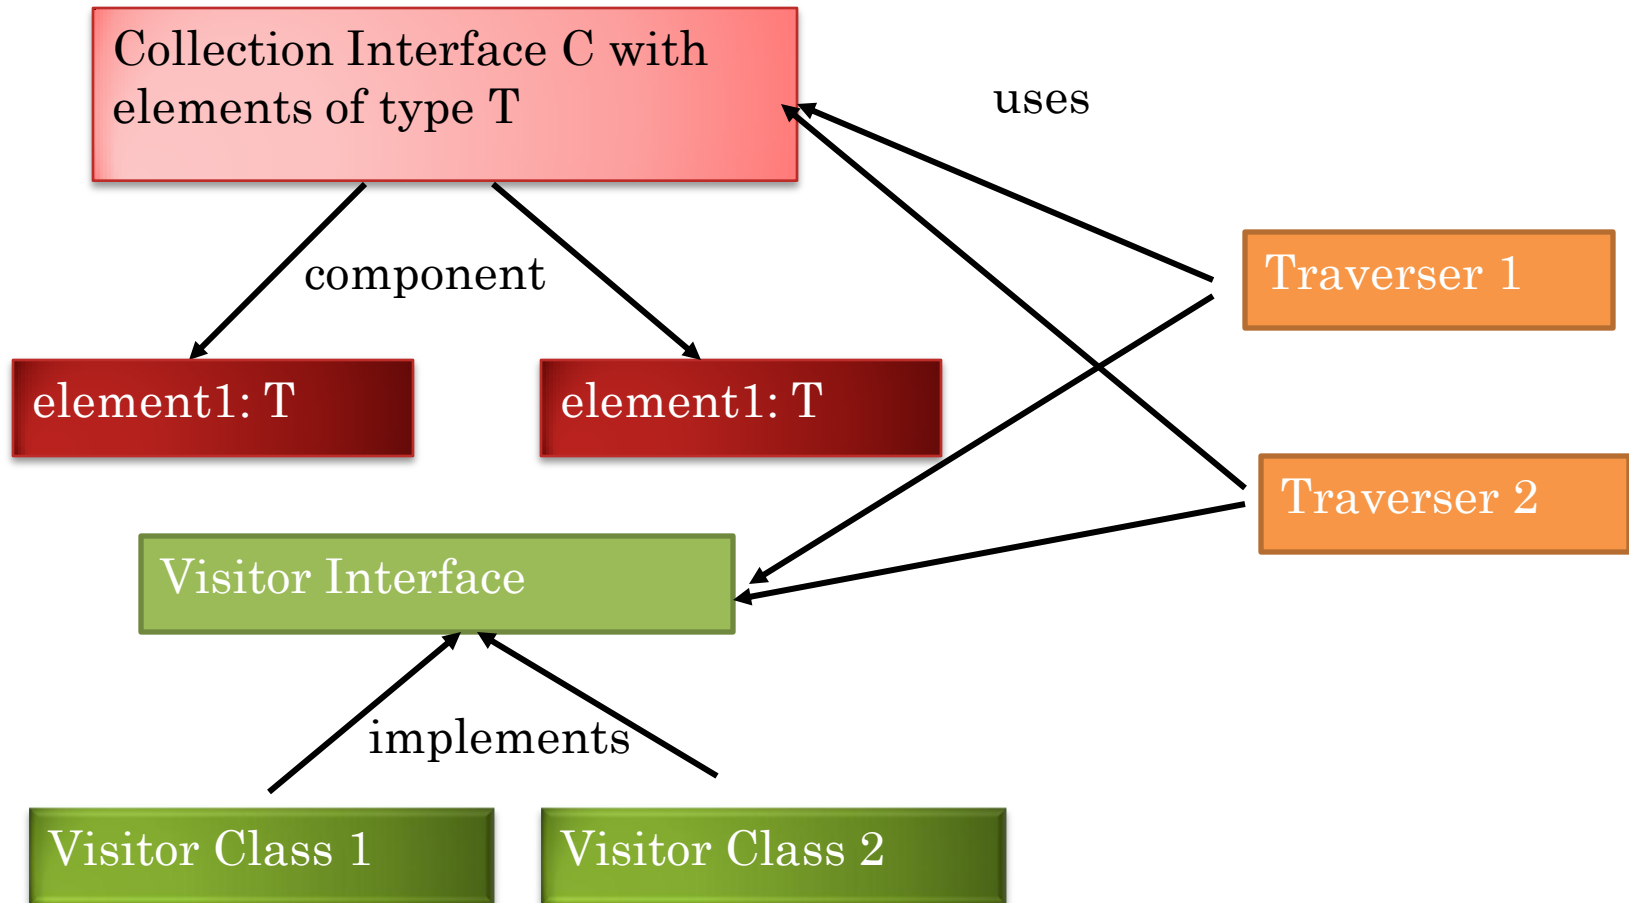 Collection Interface C with
elements of type T
uses
component
Traverser 1
element1: T
element1: T
Traverser 2
Visitor Interface
implements
Visitor Class 1
Visitor Class 2